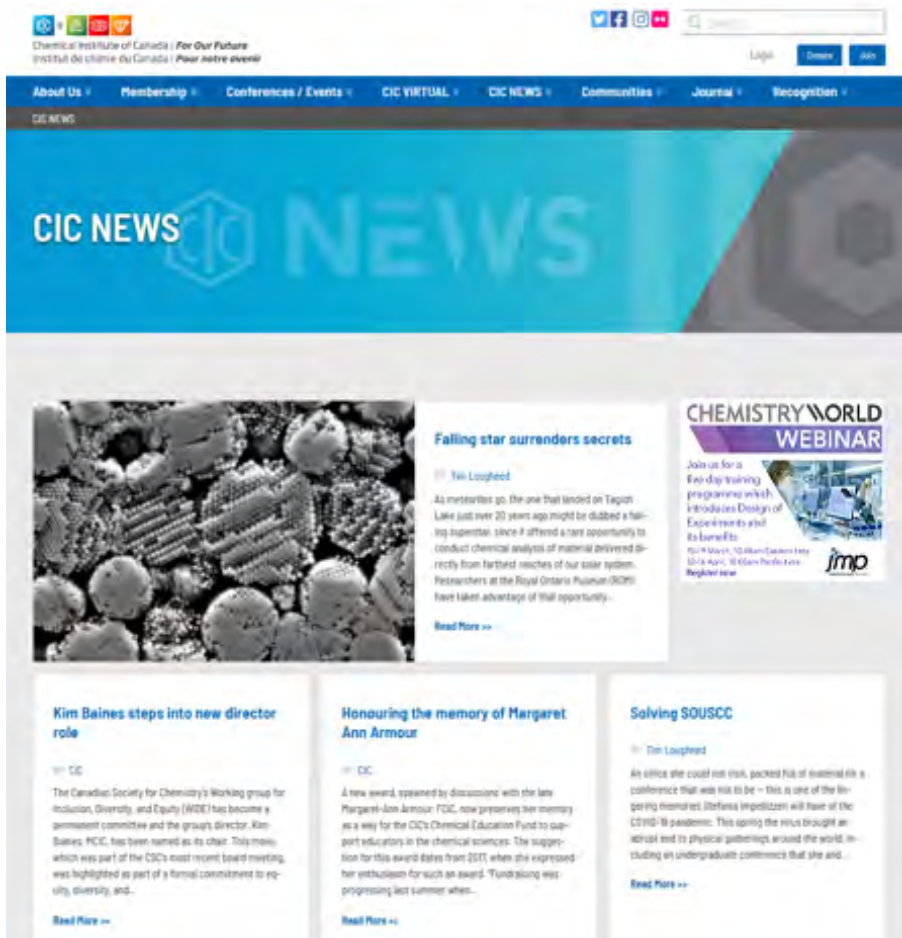 Chemical Institute of Canada | For Our Future
Institut de chimie du Canada | Pour notre avenir
Search
Login
Donate
Join
About Us
Membership
Conferences / Events
CIC VIRTUAL
CIC NEWS
Communities
Journal
Recognition
CIC NEWS
CIC NEWS
cic NEWS
Falling star surrenders secrets
Tim Lougheed
As meteorites go, the one that landed on Tagish
Lake just over 20 years ago might be dubbed a fall-
ing superstar, since it offered a rare opportunity to
conduct chemical analysis of material delivered di-
rectly from farthest reaches of our solar system.
Researchers at the Royal Ontario Museum (ROM)
have taken advantage of that opportunity...
Read More >>
CHEMISTRY WORLD
WEBINAR
Join us for a
five day training
programme which
introduces Design of
Experiments and
its benefits
Register now
jmp
Kim Baines steps into new director
role
CIC
The Canadian Society for Chemistry's Working group for
Inclusion, Diversity, and Equity (WIDE) has become a
permanent committee and the group's director, Kim
Baines, MCIC, has been named as its chair. This move,
which was part of the CSC's most recent board meeting,
was highlighted as part of a formal commitment to eq-
uity, diversity, and...
Read More >>
Honouring the memory of Margaret
Ann Armour
CIC
A new award, spawned by discussions with the late
Margaret-Ann Armour, FCIC, now preserves her memory
as a way for the CIC's Chemical Education Fund to sup-
port educators in the chemical sciences. The sugges-
tion for this award dates from 2017, when she expressed
her enthusiasm for such an award. "Fundraising was
progressing last summer when...
Read More >>
Solving SOUSCC
Tim Lougheed
An office she could not visit, packed full of material for a
conference that was not to be — this is one of the lin-
gering memories Stefania Impellizzeri will have of the
COVID-19 pandemic. This spring the virus brought an
abrupt end to physical gatherings around the world, in-
cluding an undergraduate conference that she and...
Read More >>